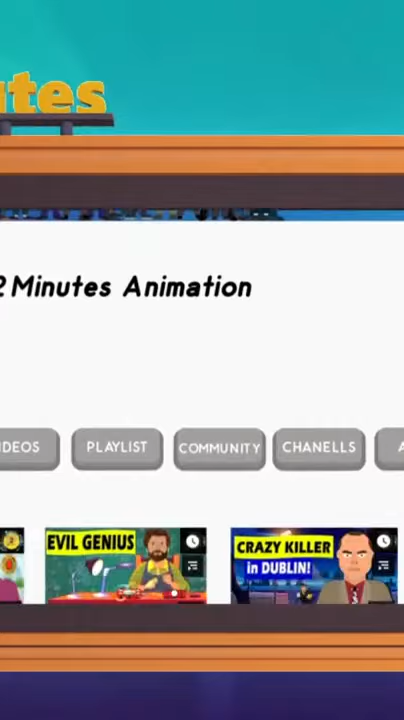 utes
2 Minutes Animation
IDEOS PLAYLIST COMMUNITY CHANELLS A
EVIL GENIUS
CRAZY KILLER
in DUBLIN!